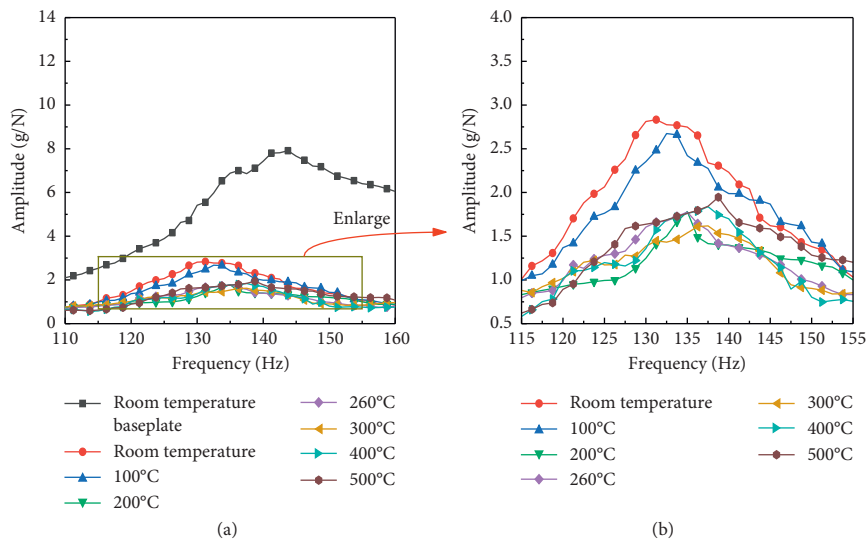 14
12
10
8
6
4
2
0
Amplitude (g/N)
110 120 130 140 150 160
Frequency (Hz)
Enlarge
4.0
3.5
3.0
2.5
2.0
1.5
1.0
0.5
Amplitude (g/N)
115 120 125 130 135 140 145 150 155
Frequency (Hz)
Room temperature
baseplate
Room temperature
100°C
200°C
260°C
300°C
400°C
500°C
(a)
Room temperature
100°C
200°C
260°C
300°C
400°C
500°C
(b)